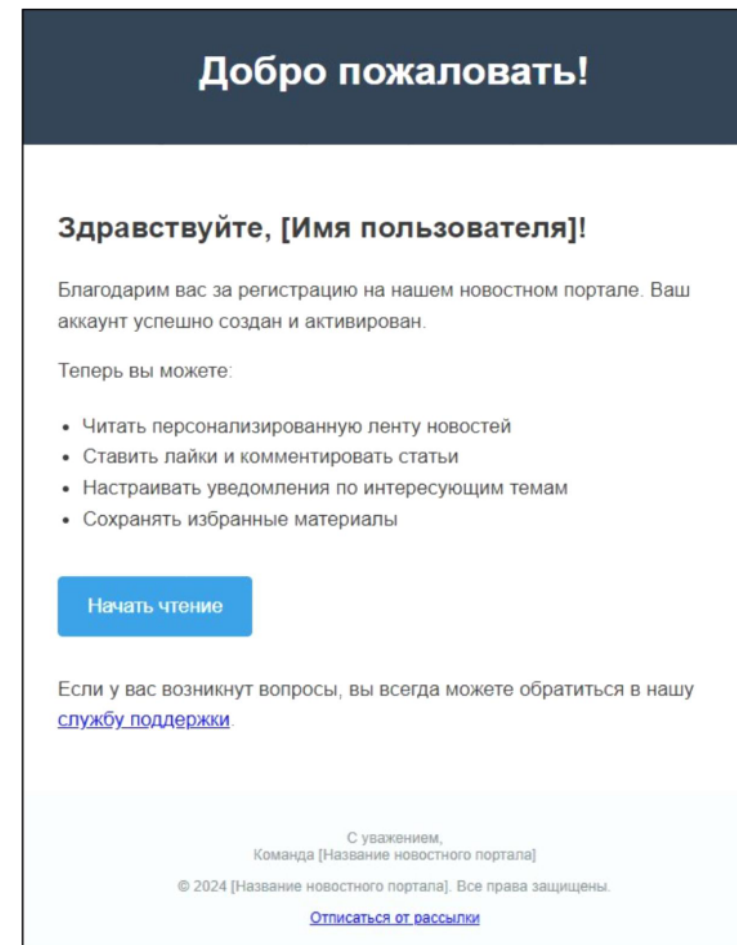 Добро пожаловать!
Здравствуйте, [Имя пользователя]!
Благодарим вас за регистрацию на нашем новостном портале. Ваш
аккаунт успешно создан и активирован.
Теперь вы можете:
• Читать персонализированную ленту новостей
• Ставить лайки и комментировать статьи
• Настраивать уведомления по интересующим темам
• Сохранять избранные материалы
Начать чтение
Если у вас возникнут вопросы, вы всегда можете обратиться в нашу
службу поддержки.
С уважением,
Команда [Название новостного портала]
© 2024 [Название новостного портала]. Все права защищены.
Отписаться от рассылки